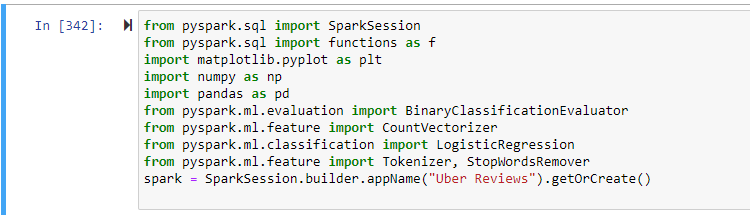 In [342]:
from pyspark.sql import SparkSession
from pyspark.sql import functions as f
import matplotlib.pyplot as plt
import numpy as np
import pandas as pd
from pyspark.ml.evaluation import BinaryClassificationEvaluator
from pyspark.ml.feature import CountVectorizer
from pyspark.ml.classification import LogisticRegression
from pyspark.ml.feature import Tokenizer, StopWordsRemover
spark = SparkSession.builder.appName("Uber Reviews").getOrCreate()